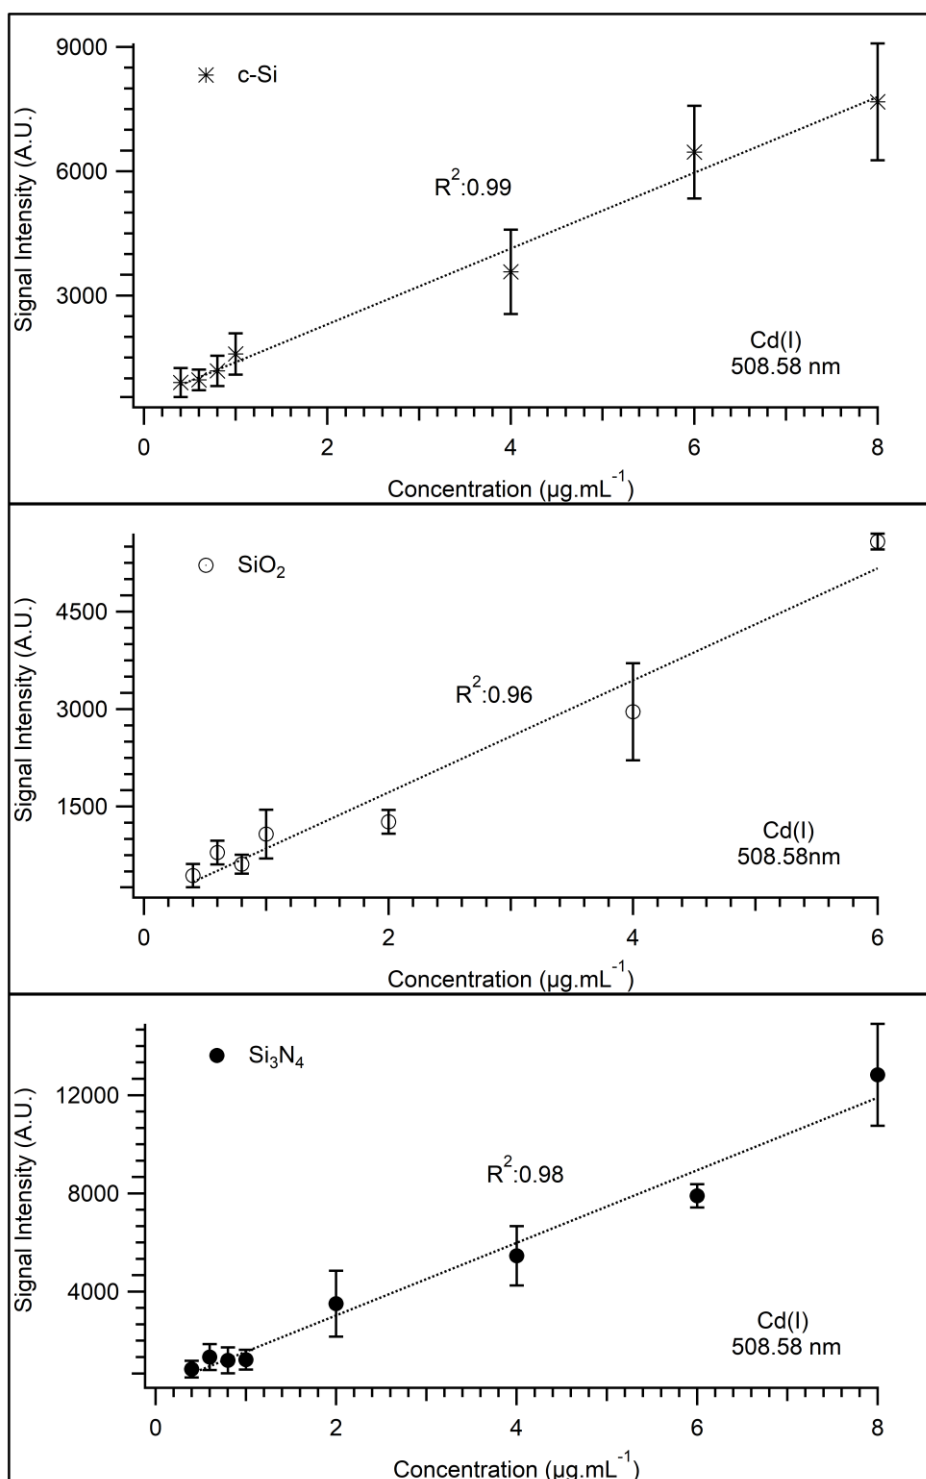 9000
c-Si
6000
R²:0.99
3000
Cd(I)
508.58 nm
0 2 4 6 8
Signal Intensity (A.U.)
Concentration (µg.mL⁻¹)
SiO₂
4500
R²:0.96
3000
1500
Cd(I)
508.58nm
0 2 4 6
Signal Intensity (A.U.)
Concentration (µg.mL⁻¹)
Si₃N₄
12000
R²:0.98
8000
4000
Cd(I)
508.58 nm
0 2 4 6 8
Signal Intensity (A.U.)
Concentration (µg.mL⁻¹)